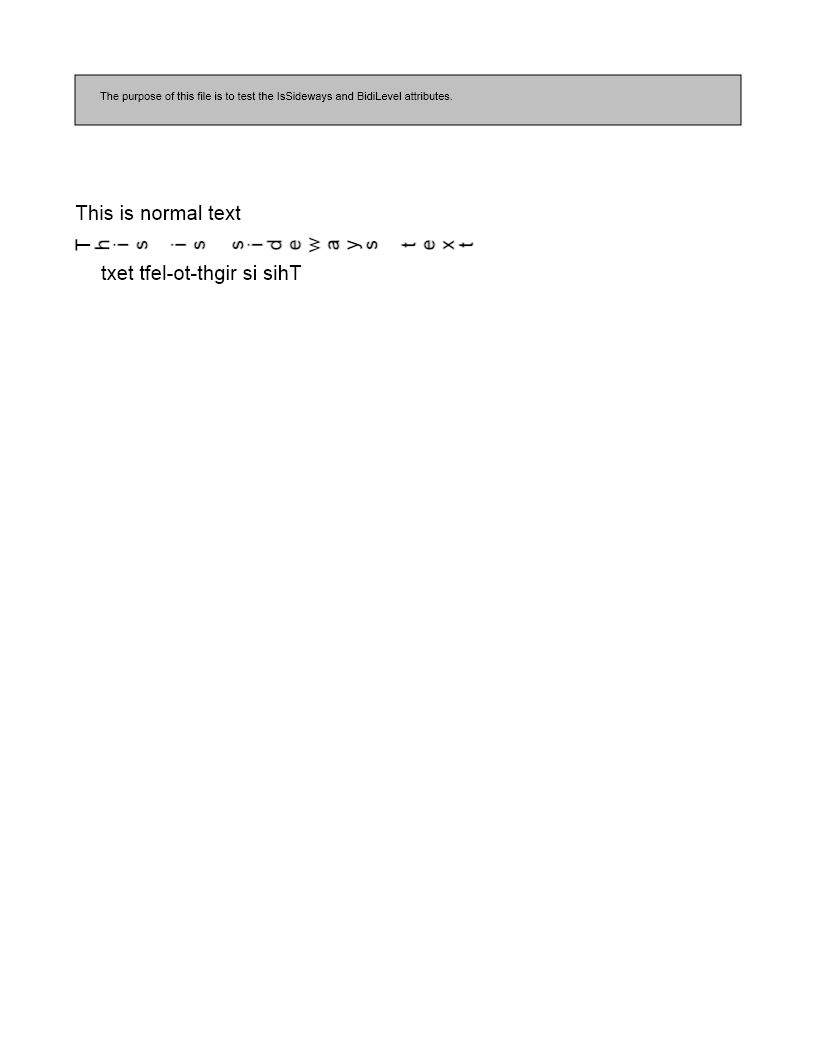 The purpose of this file is to test the IsSideways and BidiLevel attributes.
This is normal text
This is sideways text
txet tfel-ot-thgir si sihT